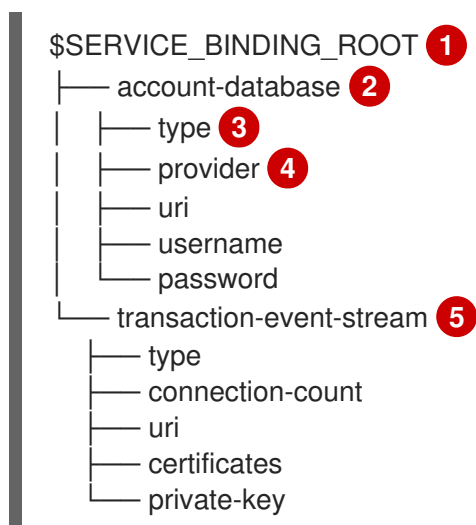 $SERVICE_BINDING_ROOT 1
├── account-database 2
│   ├── type 3
│   ├── provider 4
│   ├── uri
│   ├── username
│   └── password
└── transaction-event-stream 5
    ├── type
    ├── connection-count
    ├── uri
    ├── certificates
    └── private-key